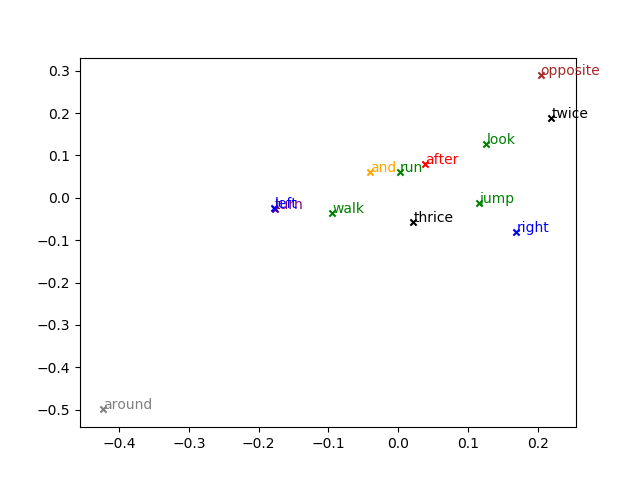 0.3
0.2
0.1
0.0
−0.1
−0.2
−0.3
−0.4
−0.5
opposite
twice
look
after
and
run
jump
left
turn
walk
thrice
right
around
−0.4
−0.3
−0.2
−0.1
0.0
0.1
0.2